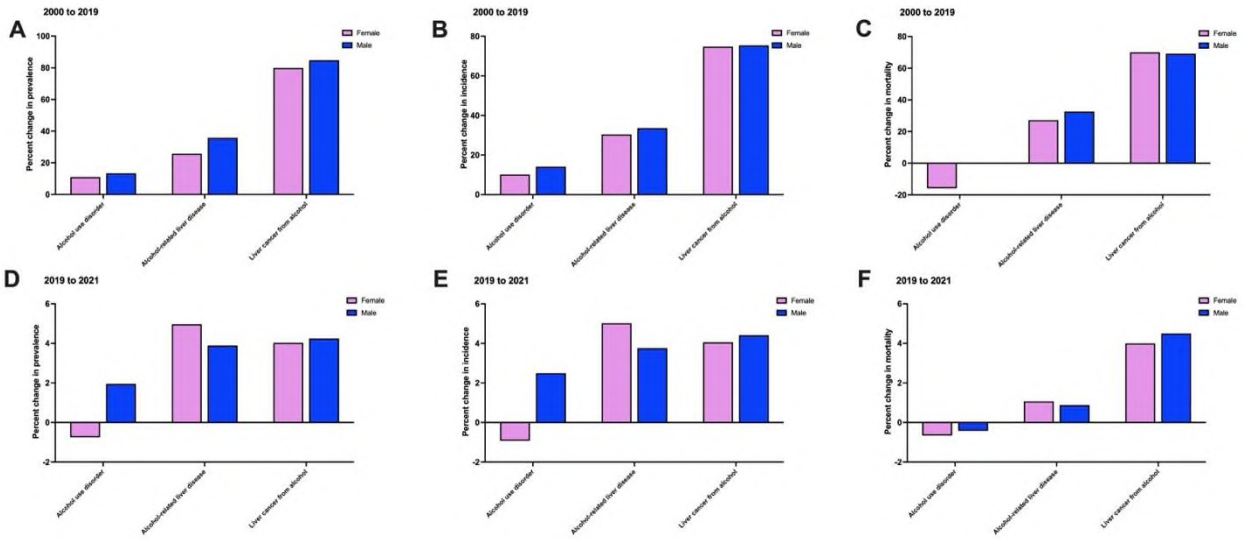 A
2000 to 2019
Female
Male
Percent change in prevalence
100
80
60
40
20
0
Alcohol use disorder
Alcohol-related liver disease
Liver cancer from alcohol
B
2000 to 2019
Female
Male
Percent change in incidence
80
60
40
20
0
Alcohol use disorder
Alcohol-related liver disease
Liver cancer from alcohol
C
2000 to 2019
Female
Male
Percent change in mortality
80
60
40
20
0
-20
Alcohol use disorder
Alcohol-related liver disease
Liver cancer from alcohol
D
2019 to 2021
Female
Male
Percent change in prevalence
6
4
2
0
-2
Alcohol use disorder
Alcohol-related liver disease
Liver cancer from alcohol
E
2019 to 2021
Female
Male
Percent change in incidence
6
4
2
0
-2
Alcohol use disorder
Alcohol-related liver disease
Liver cancer from alcohol
F
2019 to 2021
Female
Male
Percent change in mortality
6
4
2
0
-2
Alcohol use disorder
Alcohol-related liver disease
Liver cancer from alcohol